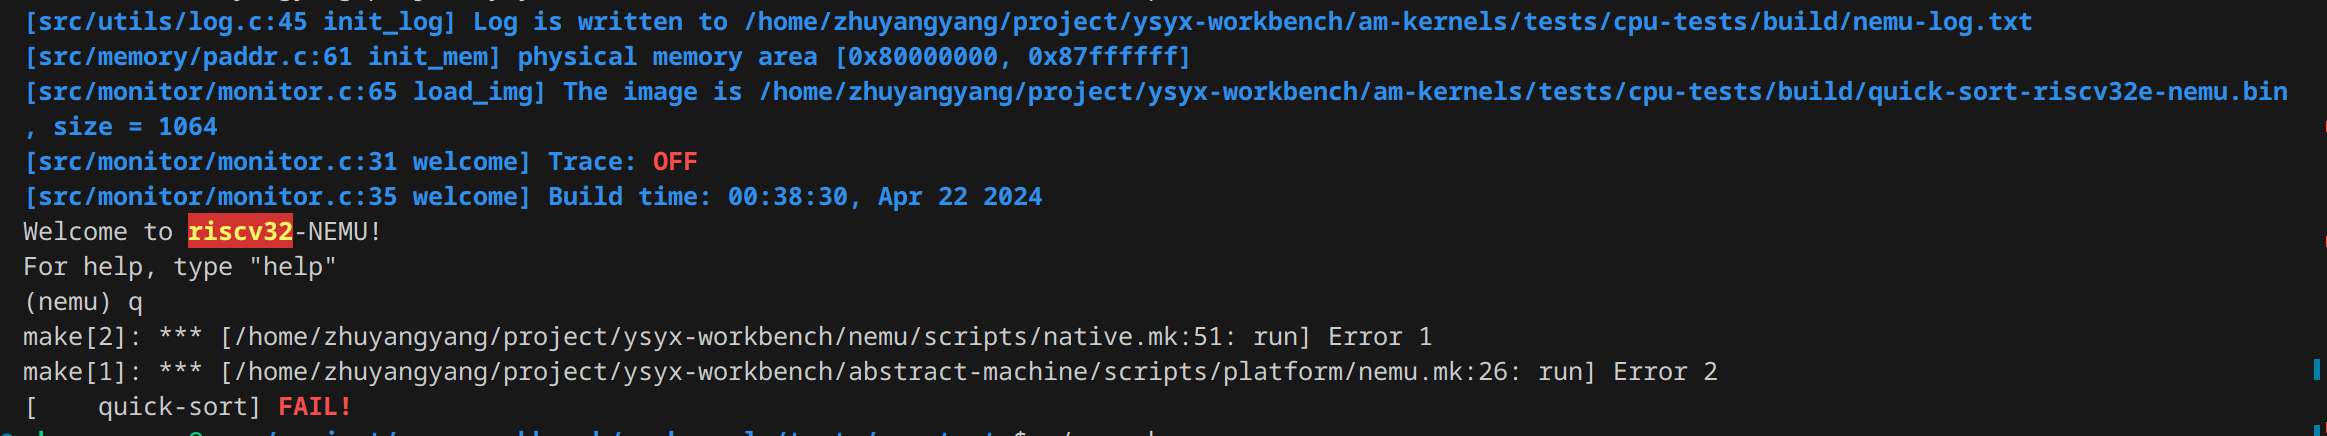 [src/utils/log.c:45 init_log] Log is written to /home/zhuyangyang/project/ysyx-workbench/am-kernels/tests/cpu-tests/build/nemu-log.txt
[src/memory/paddr.c:61 init_mem] physical memory area [0x80000000, 0x87ffffff]
[src/monitor/monitor.c:65 load_img] The image is /home/zhuyangyang/project/ysyx-workbench/am-kernels/tests/cpu-tests/build/quick-sort-riscv32e-nemu.bin
, size = 1064
[src/monitor/monitor.c:31 welcome] Trace: OFF
[src/monitor/monitor.c:35 welcome] Build time: 00:38:30, Apr 22 2024
Welcome to riscv32-NEMU!
For help, type "help"
(nemu) q
make[2]: *** [/home/zhuyangyang/project/ysyx-workbench/nemu/scripts/native.mk:51: run] Error 1
make[1]: *** [/home/zhuyangyang/project/ysyx-workbench/abstract-machine/scripts/platform/nemu.mk:26: run] Error 2
[    quick-sort] FAIL!